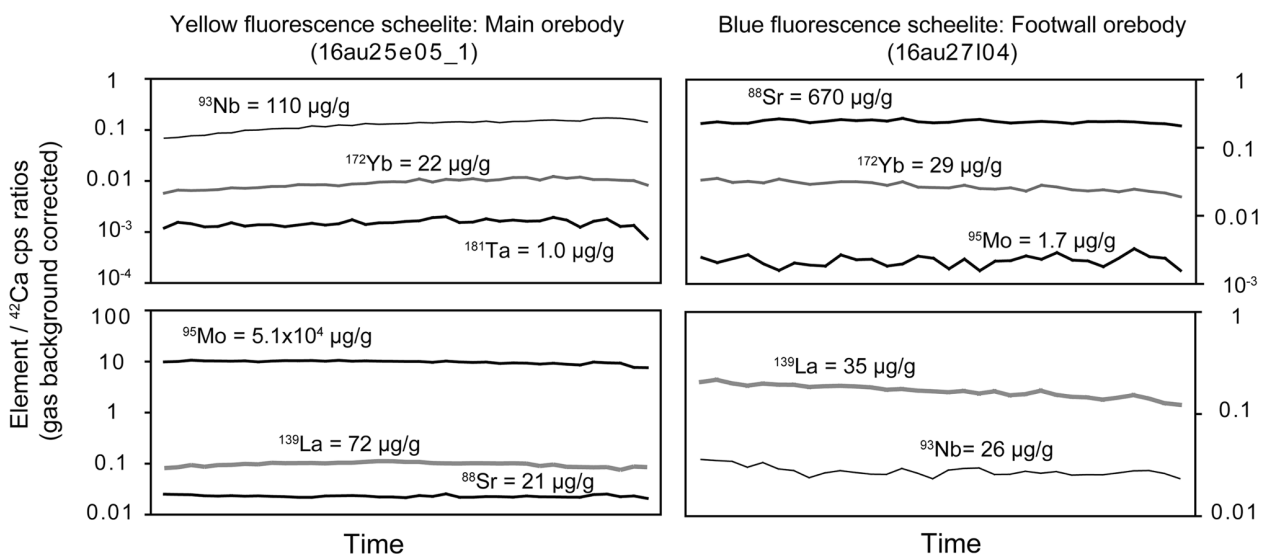 Yellow fluorescence scheelite: Main orebody
(16au25e05_1)
Blue fluorescence scheelite: Footwall orebody
(16au27l04)
Element / ⁴²Ca cps ratios
(gas background corrected)
1
0.1
0.01
10⁻³
10⁻⁴
⁹³Nb = 110 µg/g
¹⁷²Yb = 22 µg/g
¹⁸¹Ta = 1.0 µg/g
⁸⁸Sr = 670 µg/g
¹⁷²Yb = 29 µg/g
⁹⁵Mo = 1.7 µg/g
1
0.1
0.01
10⁻³
100
10
1
0.1
0.01
⁹⁵Mo = 5.1x10⁴ µg/g
¹³⁹La = 72 µg/g
⁸⁸Sr = 21 µg/g
¹³⁹La = 35 µg/g
⁹³Nb= 26 µg/g
1
0.1
0.01
Time
Time